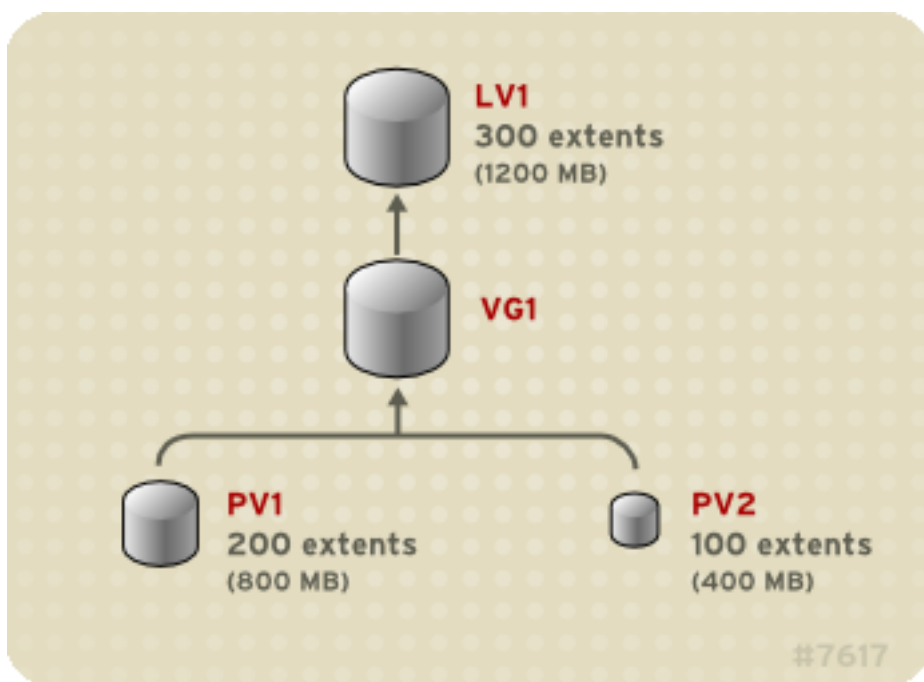 LV1
300 extents
(1200 MB)
VG1
PV1
200 extents
(800 MB)
PV2
100 extents
(400 MB)
#7617